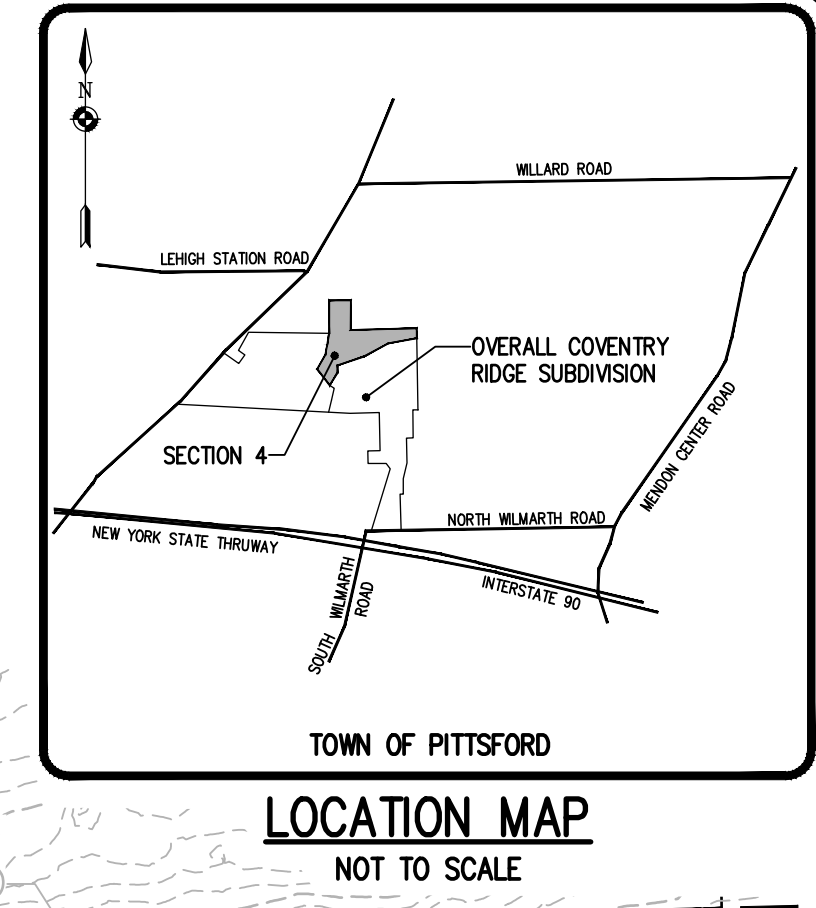 N
WILLARD ROAD
LEHIGH STATION ROAD
OVERALL COVENTRY
RIDGE SUBDIVISION
SECTION 4
MENDON CENTER ROAD
NORTH WILMARTH ROAD
NEW YORK STATE THRUWAY
INTERSTATE 90
SOUTH WILMARTH
ROAD
TOWN OF PITTSFORD
LOCATION MAP
NOT TO SCALE